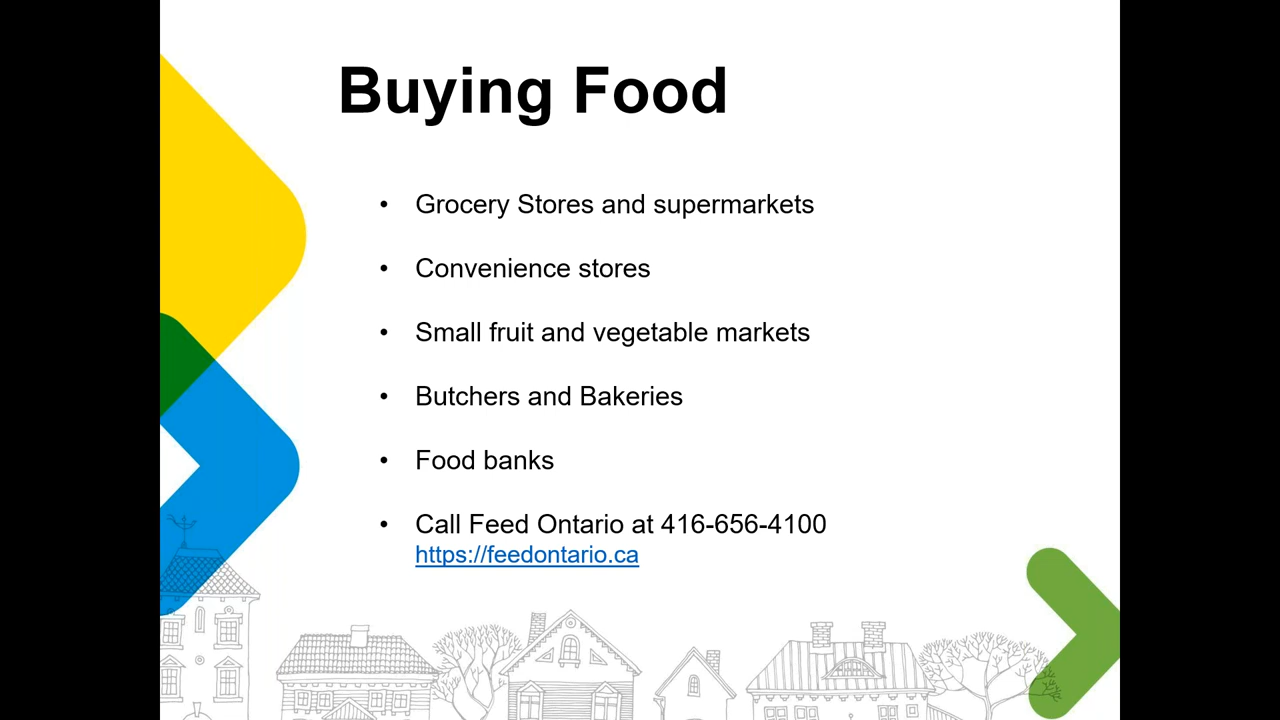 Buying Food
• Grocery Stores and supermarkets
• Convenience stores
• Small fruit and vegetable markets
• Butchers and Bakeries
• Food banks
• Call Feed Ontario at 416-656-4100
https://feedontario.ca